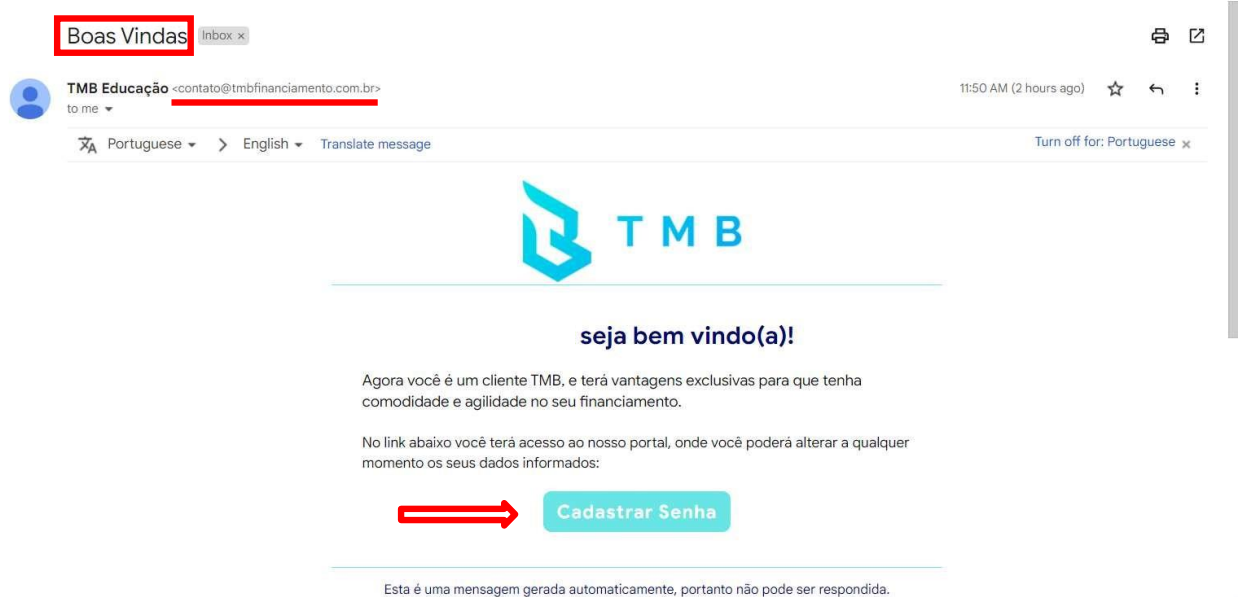 Boas Vindas Inbox ×
TMB Educação <contato@tmbfinanciamento.com.br> 11:50 AM (2 hours ago)
to me
Portuguese > English Translate message Turn off for: Portuguese ×
TMB
seja bem vindo(a)!
Agora você é um cliente TMB, e terá vantagens exclusivas para que tenha
comodidade e agilidade no seu financiamento.
No link abaixo você terá acesso ao nosso portal, onde você poderá alterar a qualquer
momento os seus dados informados:
Cadastrar Senha
Esta é uma mensagem gerada automaticamente, portanto não pode ser respondida.